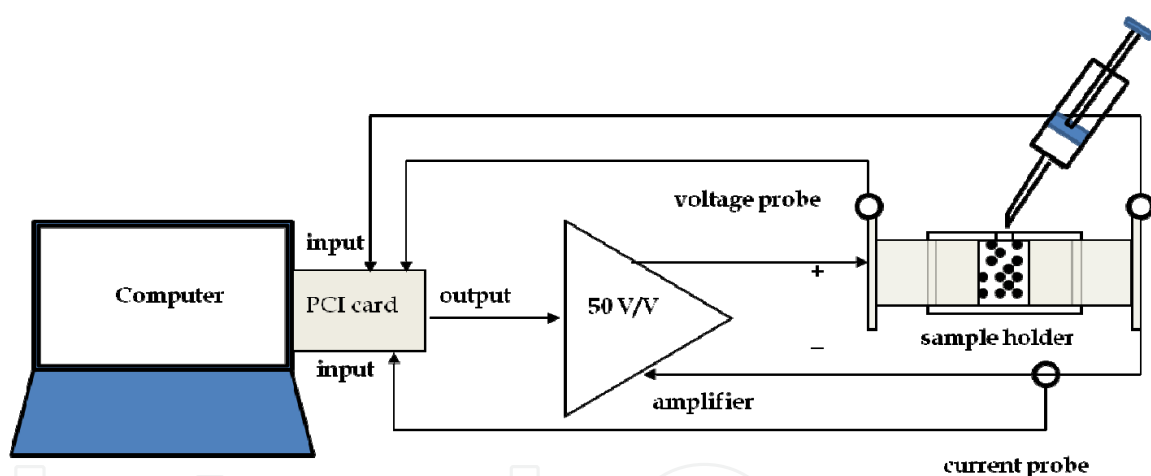 voltage probe
input
Computer
PCI card
output
50 V/V
+
sample holder
−
input
amplifier
current probe